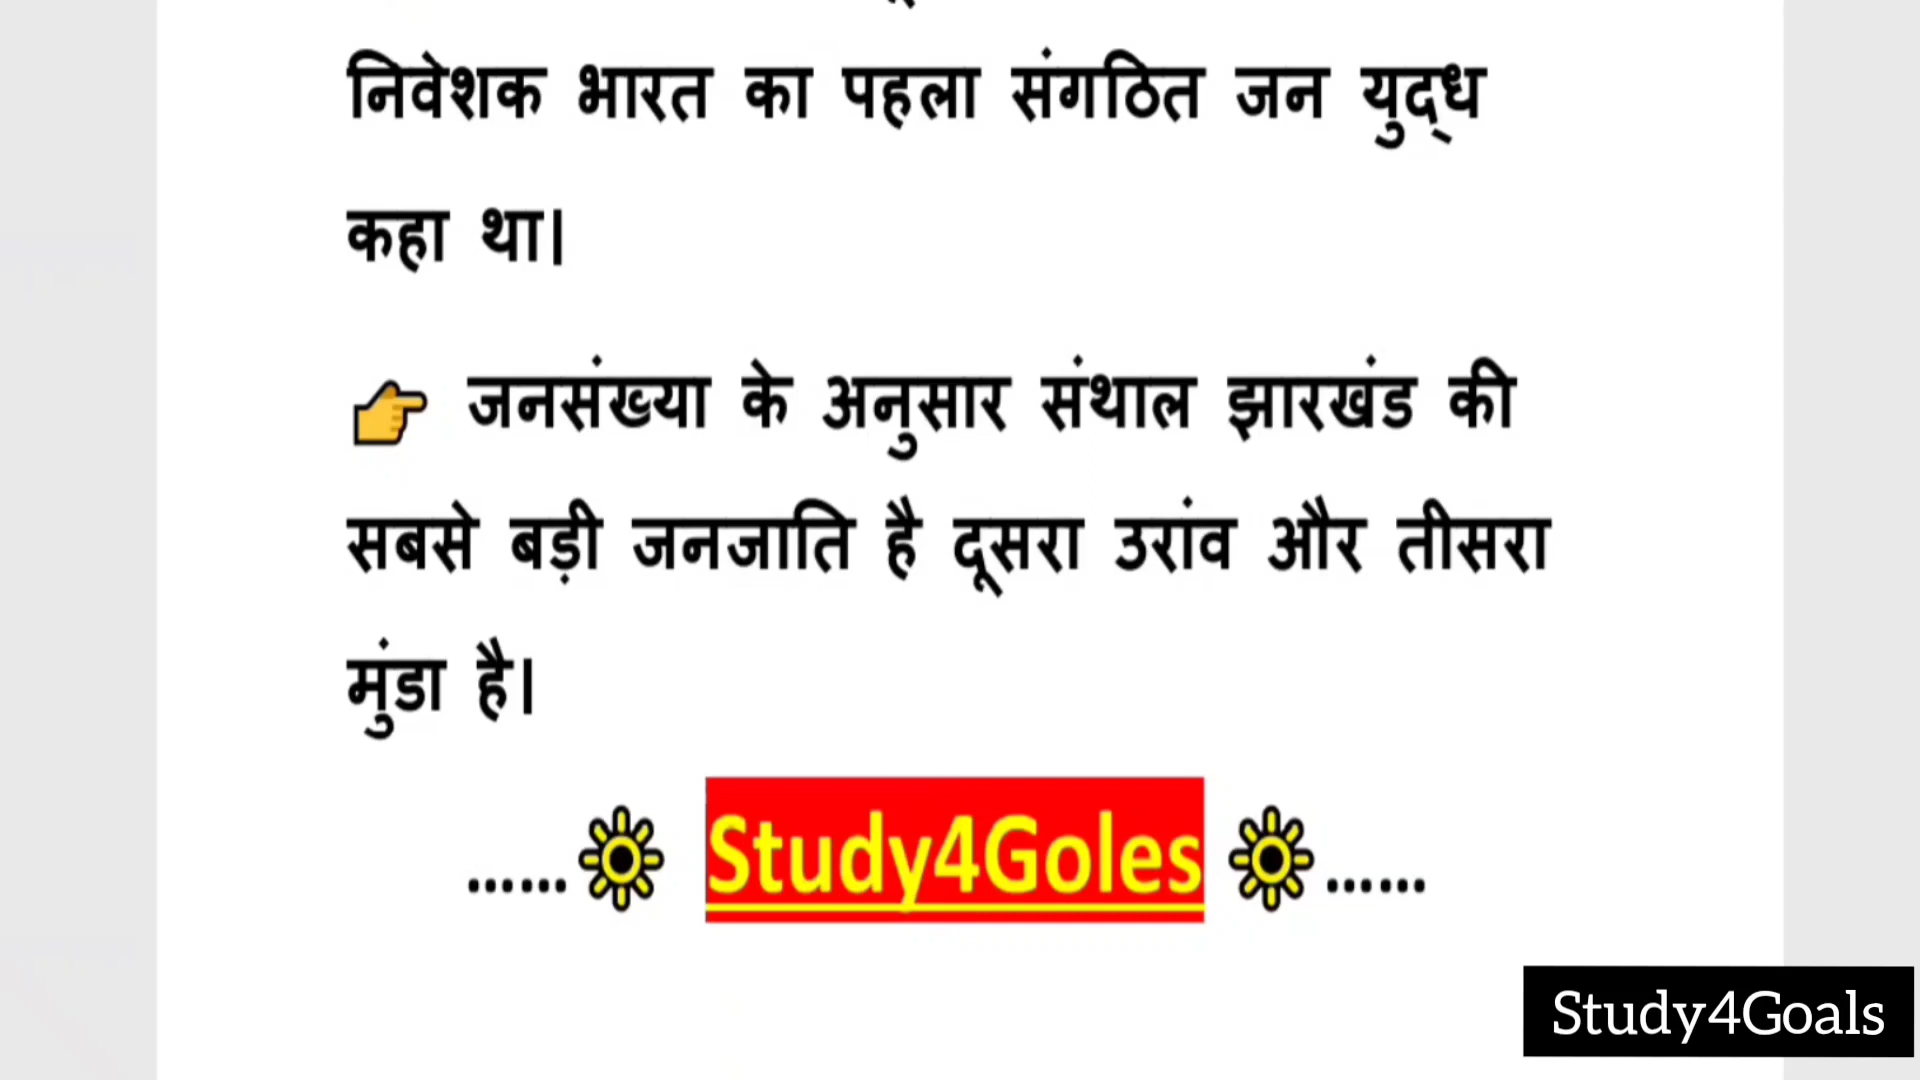 निवेशक भारत का पहला संगठित जन युद्ध
कहा था।
👉 जनसंख्या के अनुसार संथाल झारखंड की
सबसे बड़ी जनजाति है दूसरा उरांव और तीसरा
मुंडा है।
...... Study4Goles ......
Study4Goals